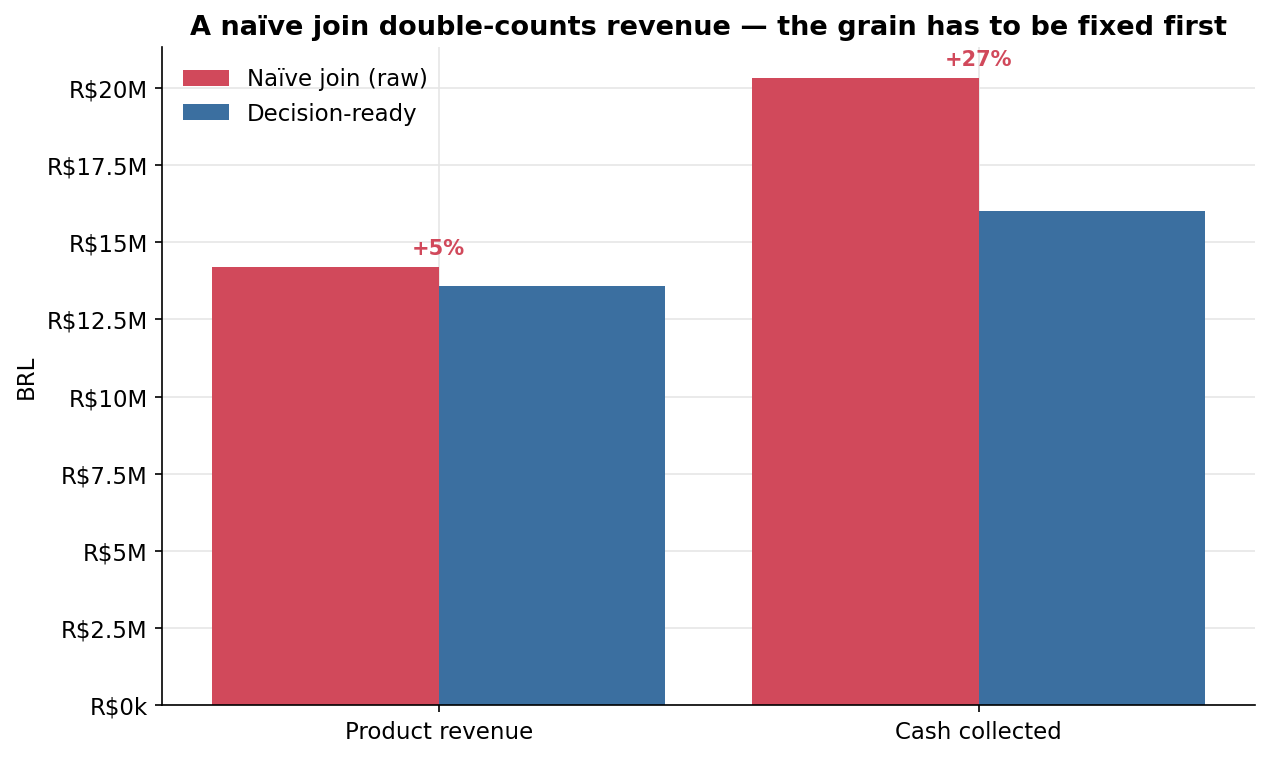 A naïve join double-counts revenue — the grain has to be fixed first
+27%
Naïve join (raw)
Decision-ready
R$20M
R$17.5M
R$15M
+5%
R$12.5M
BRL
R$10M
R$7.5M
R$5M
R$2.5M
R$0k
Product revenue
Cash collected